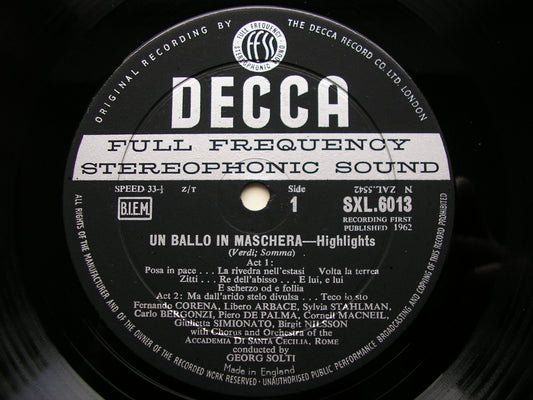 ORIGINAL RECORDING BY
THE DECCA RECORD CO. LTD. LONDON
FULL FREQUENCY
ffss
STEREOPHONIC SOUND
DECCA
FULL FREQUENCY
STEREOPHONIC SOUND
SPEED 33⅓ Z/T Side N ZAL.5542
B.I.E.M. 1 SXL.6013
RECORDING FIRST
PUBLISHED 1962
UN BALLO IN MASCHERA—Highlights
(Verdi; Somma)
Act 1:
Posa in pace . . . La rivedra nell'estasi Volta la terrea
Zitti . . . Re dell'abisso . . . E lui, e lui
E scherzo od e follia
Act 2: Ma dall'arido stelo divulsa . . . Teco io sto
Fernando CORENA, Libero ARBACE, Sylvia STAHLMAN,
Carlo BERGONZI, Piero DE PALMA, Cornell MACNEIL,
Giulietta SIMIONATO, Birgit NILSSON
with Chorus and Orchestra of the
ACCADEMIA DI SANTA CECILIA, ROME
conducted by
GEORG SOLTI
Made in England
ALL RIGHTS OF THE MANUFACTURER AND OF THE OWNER OF THE RECORDED WORK RESERVED - UNAUTHORISED PUBLIC PERFORMANCE BROADCASTING AND COPYING OF THIS RECORD PROHIBITED